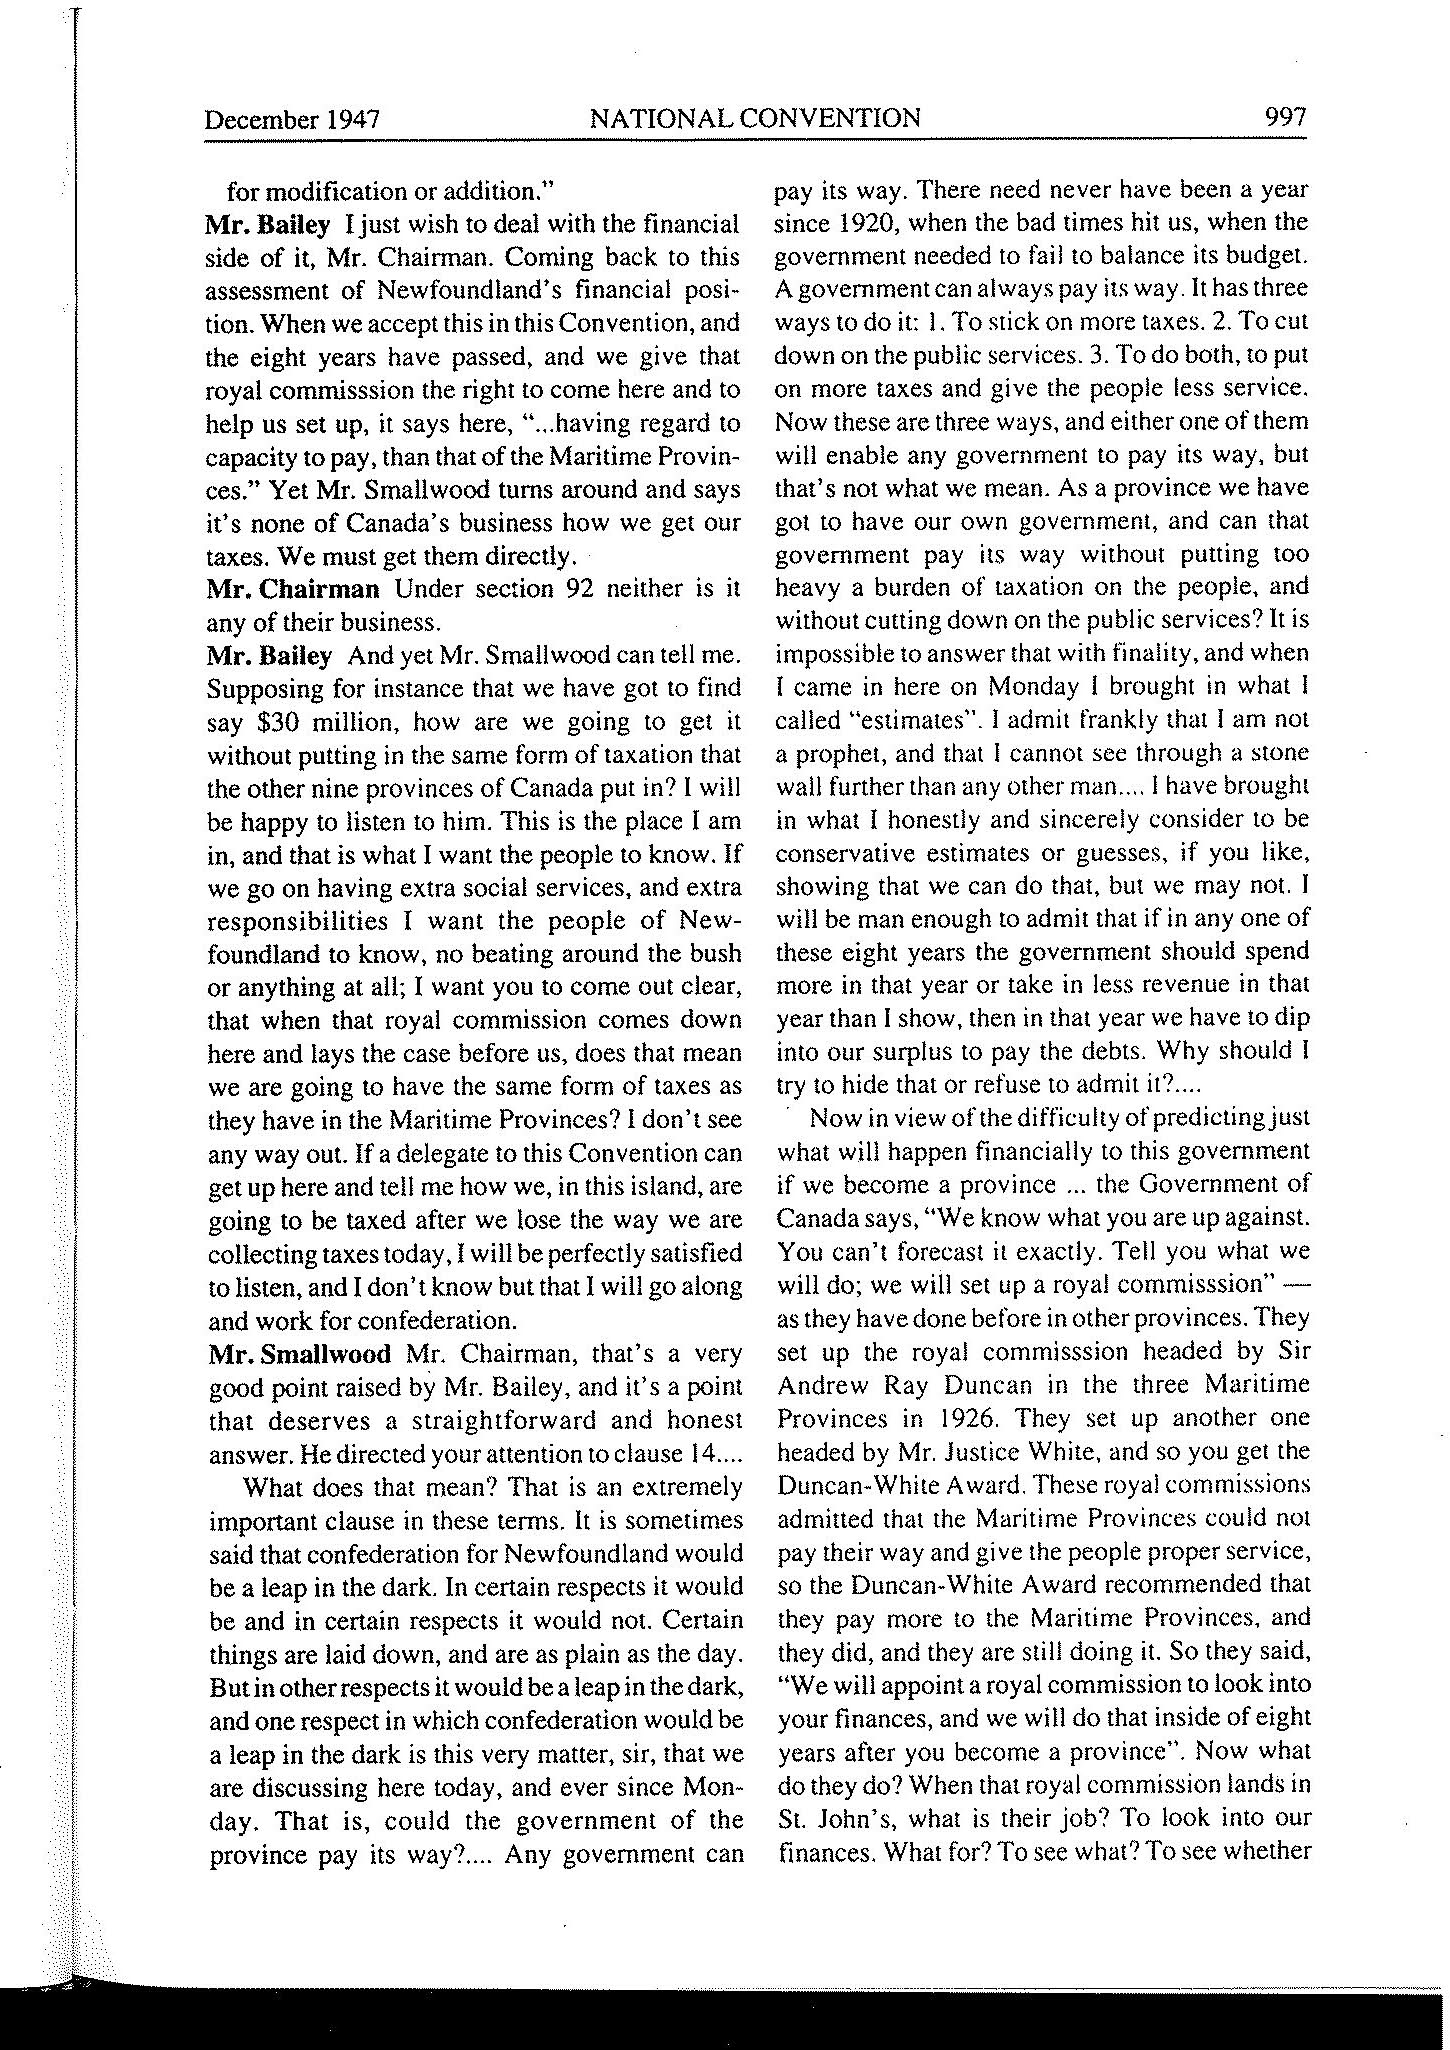 December 1947 NATIONAL CONVENTION 997
for modification or addition."
Mr. Bailey I just wish to deal with the financial
side of it, Mr. Chairman. Coming back to this
assessment of Newfoundland's financial posi-
tion. When we accept this in this Convention, and
the eight years have passed, and we give that
royal commisssion the right to come here and to
help us set up, it says here, "...having regard to
capacity to pay, than that of the Maritime Provin-
ces." Yet Mr. Smallwood turns around and says
it's none of Canada's business how we get our
taxes. We must get them directly.
Mr. Chairman Under section 92 neither is it
any of their business.
Mr. Bailey And yet Mr. Smallwood can tell me.
Supposing for instance that we have got to find
say $30 million, how are we going to get it
without putting in the same form of taxation that
the other nine provinces of Canada put in? I will
be happy to listen to him. This is the place I am
in, and that is what I want the people to know. If
we go on having extra social services, and extra
responsibilities I want the people of New-
foundland to know, no beating around the bush
or anything at all; I want you to come out clear,
that when that royal commission comes down
here and lays the case before us, does that mean
we are going to have the same form of taxes as
they have in the Maritime Provinces? I don't see
any way out. If a delegate to this Convention can
get up here and tell me how we, in this island, are
going to be taxed after we lose the way we are
collecting taxes today, I will be perfectly satisfied
to listen, and I don't know but that I will go along
and work for confederation.
Mr. Smallwood Mr. Chairman, that's a very
good point raised by Mr. Bailey, and it's a point
that deserves a straightforward and honest
answer. He directed your attention to clause 14....
What does that mean? That is an extremely
important clause in these terms. It is sometimes
said that confederation for Newfoundland would
be a leap in the dark. In certain respects it would
be and in certain respects it would not. Certain
things are laid down, and are as plain as the day.
But in other respects it would be a leap in the dark,
and one respect in which confederation would be
a leap in the dark is this very matter, sir, that we
are discussing here today, and ever since Mon-
day. That is, could the government of the
province pay its way?.... Any government can
pay its way. There need never have been a year
since 1920, when the bad times hit us, when the
government needed to fail to balance its budget.
A government can always pay its way. It has three
ways to do it: 1. To stick on more taxes. 2. To cut
down on the public services. 3. To do both, to put
on more taxes and give the people less service.
Now these are three ways, and either one of them
will enable any government to pay its way, but
that's not what we mean. As a province we have
got to have our own government, and can that
government pay its way without putting too
heavy a burden of taxation on the people, and
without cutting down on the public services? It is
impossible to answer that with finality, and when
I came in here on Monday I brought in what I
called "estimates". I admit frankly that I am not
a prophet, and that I cannot see through a stone
wall further than any other man.... I have brought
in what I honestly and sincerely consider to be
conservative estimates or guesses, if you like,
showing that we can do that, but we may not. I
will be man enough to admit that if in any one of
these eight years the government should spend
more in that year or take in less revenue in that
year than I show, then in that year we have to dip
into our surplus to pay the debts. Why should I
try to hide that or refuse to admit it?....
Now in view of the difficulty of predicting just
what will happen financially to this government
if we become a province ... the Government of
Canada says, "We know what you are up against.
You can't forecast it exactly. Tell you what we
will do; we will set up a royal commisssion" —
as they have done before in other provinces. They
set up the royal commisssion headed by Sir
Andrew Ray Duncan in the three Maritime
Provinces in 1926. They set up another one
headed by Mr. Justice White, and so you get the
Duncan-White Award. These royal commissions
admitted that the Maritime Provinces could not
pay their way and give the people proper service,
so the Duncan-White Award recommended that
they pay more to the Maritime Provinces, and
they did, and they are still doing it. So they said,
"We will appoint a royal commission to look into
your finances, and we will do that inside of eight
years after you become a province". Now what
do they do? When that royal commission lands in
St. John's, what is their job? To look into our
finances. What for? To see what? To see whether